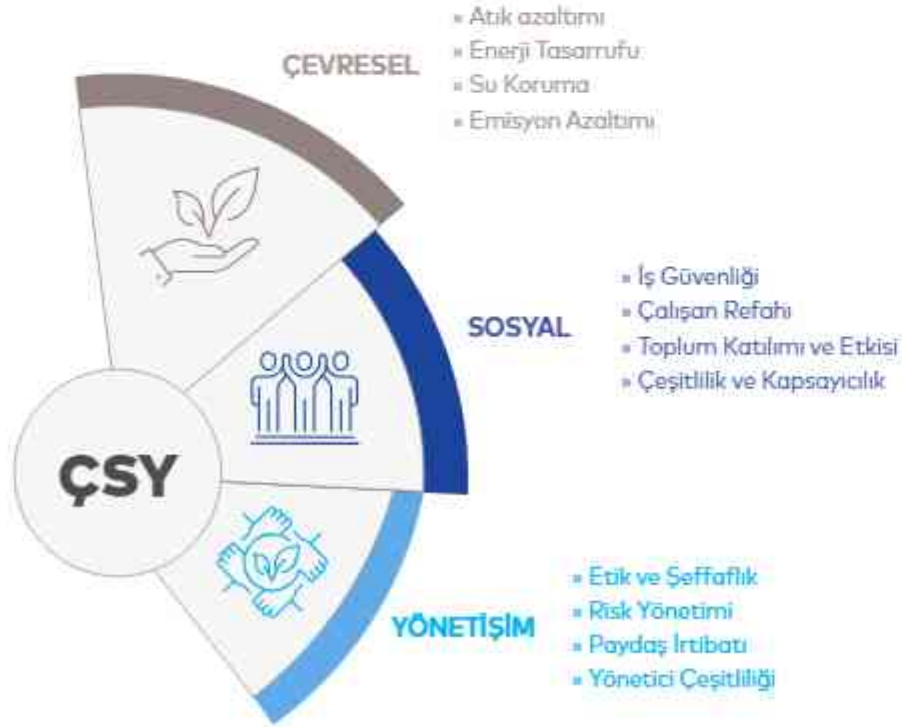 ÇEVRESEL
» Atık azaltımı
» Enerji Tasarrufu
» Su Koruma
» Emisyon Azaltımı
SOSYAL
» İş Güvenliği
» Çalışan Refahı
» Toplum Katılımı ve Etkisi
» Çeşitlilik ve Kapsayıcılık
ÇSY
YÖNETİŞİM
» Etik ve Şeffaflık
» Risk Yönetimi
» Paydaş İrtibatı
» Yönetici Çeşitliliği